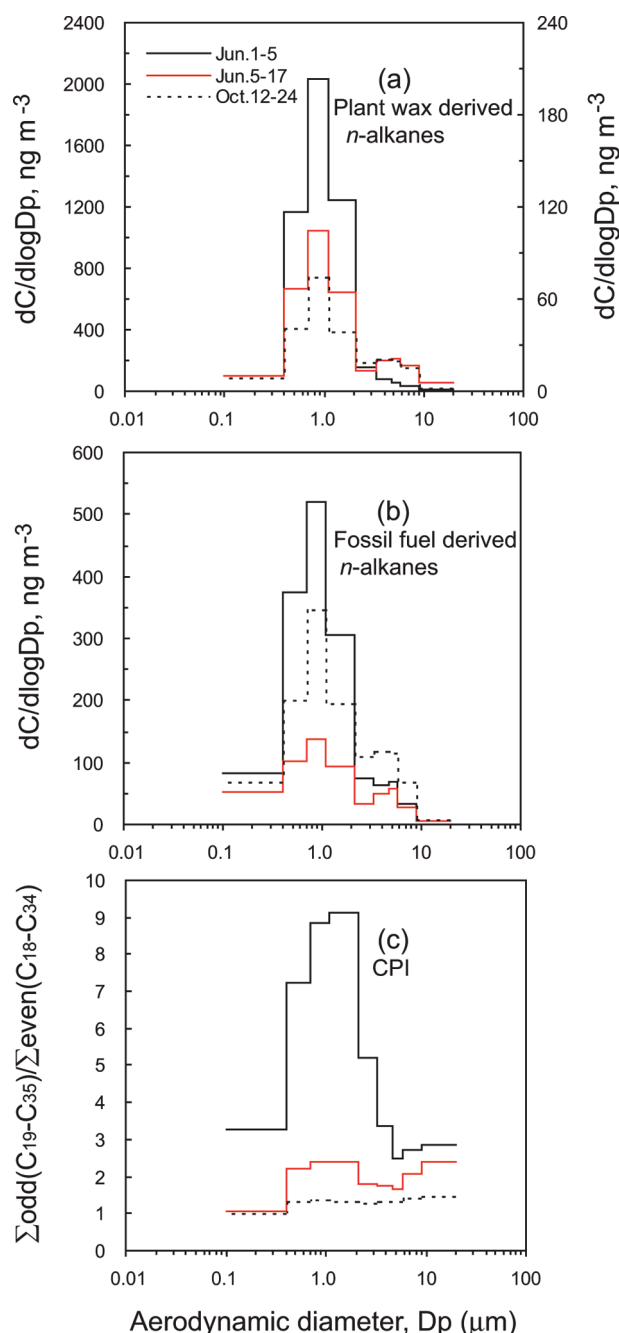 2400
2000
1600
1200
800
400
0
240
180
120
60
0
dC/dlogDp, ng m-3
dC/dlogDp, ng m-3
Jun.1-5
Jun.5-17
Oct.12-24
(a)
Plant wax derived
n-alkanes
0.01
0.1
1.0
10
100
600
500
400
300
200
100
0
dC/dlogDp, ng m-3
(b)
Fossil fuel derived
n-alkanes
0.01
0.1
1.0
10
100
10
9
8
7
6
5
4
3
2
1
0
Σodd(C19-C35)/Σeven(C18-C34)
(c)
CPI
0.01
0.1
1.0
10
100
Aerodynamic diameter, Dp (μm)